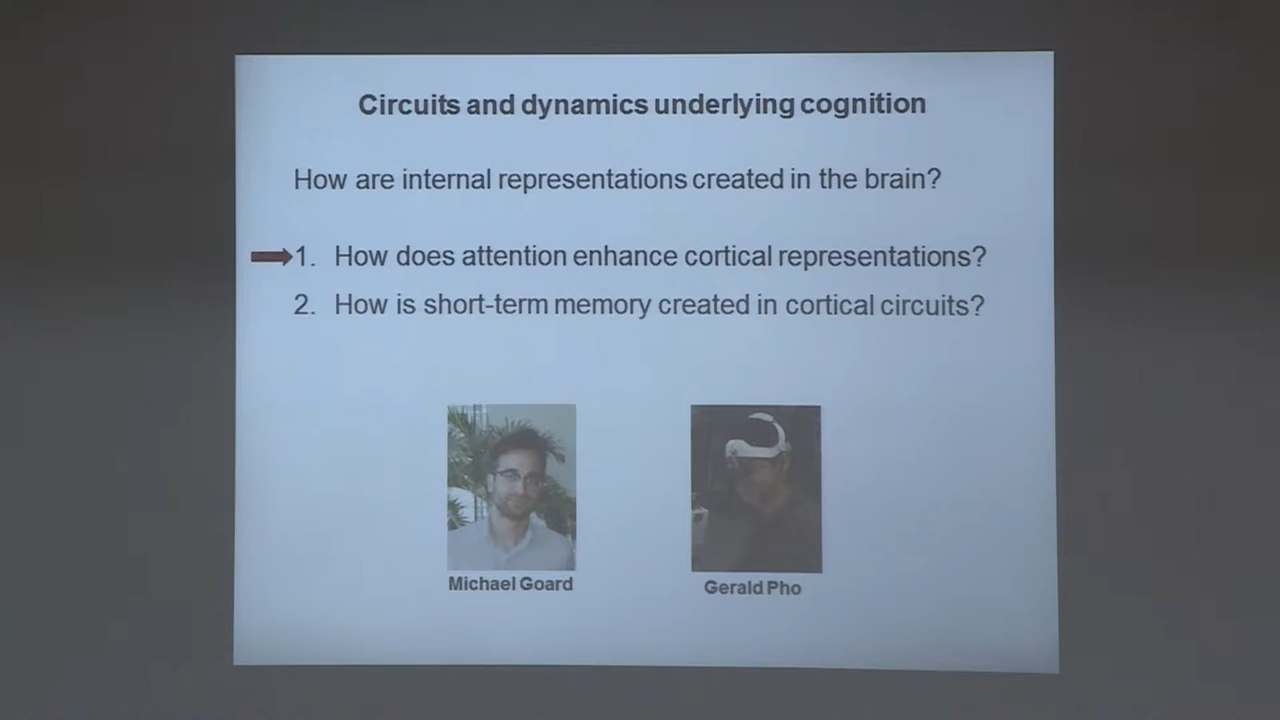 Circuits and dynamics underlying cognition
How are internal representations created in the brain?
1. How does attention enhance cortical representations?
2. How is short-term memory created in cortical circuits?
Michael Goard
Gerald Pho